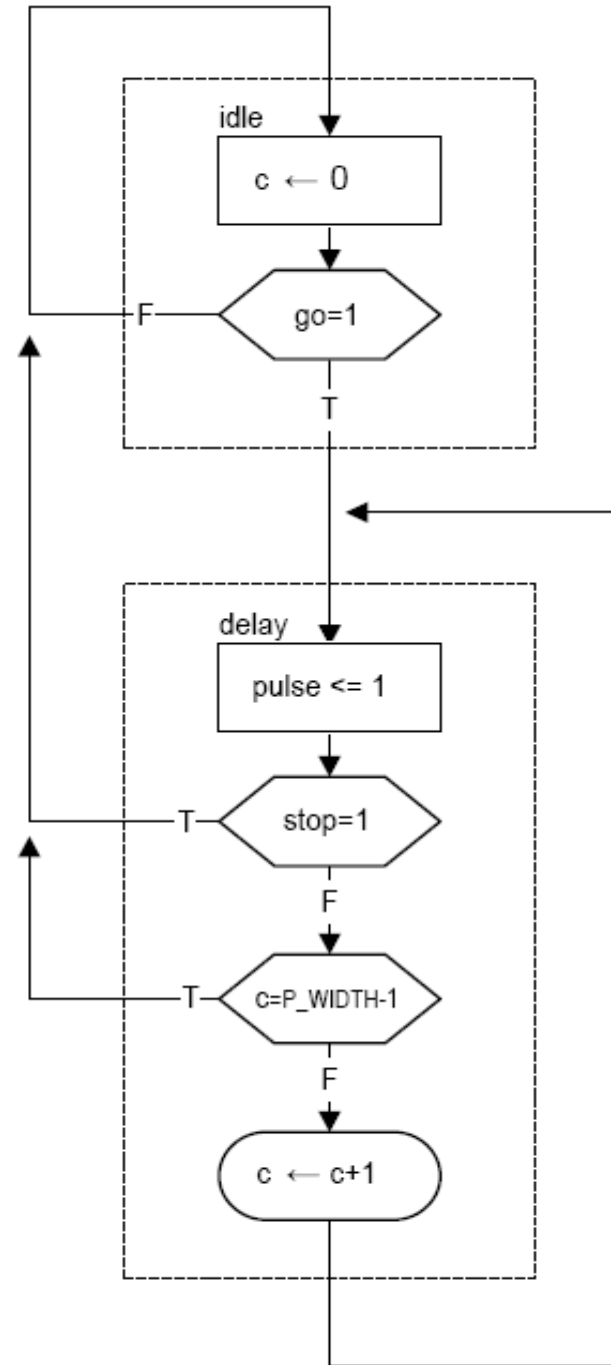 idle
c ← 0
go=1
F
T
delay
pulse <= 1
stop=1
T
F
c=P_WIDTH-1
T
F
c ← c+1